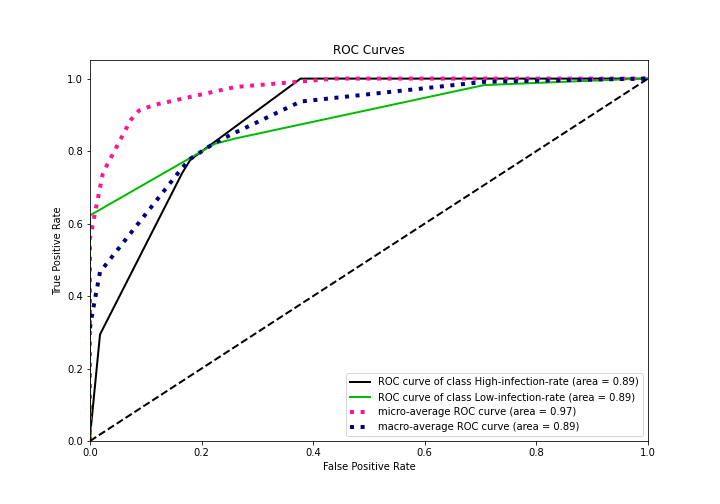 ROC Curves
1.0
0.8
0.6
0.4
0.2
0.0
True Positive Rate
ROC curve of class High-infection-rate (area = 0.89)
ROC curve of class Low-infection-rate (area = 0.89)
micro-average ROC curve (area = 0.97)
macro-average ROC curve (area = 0.89)
0.0 0.2 0.4 0.6 0.8 1.0
False Positive Rate